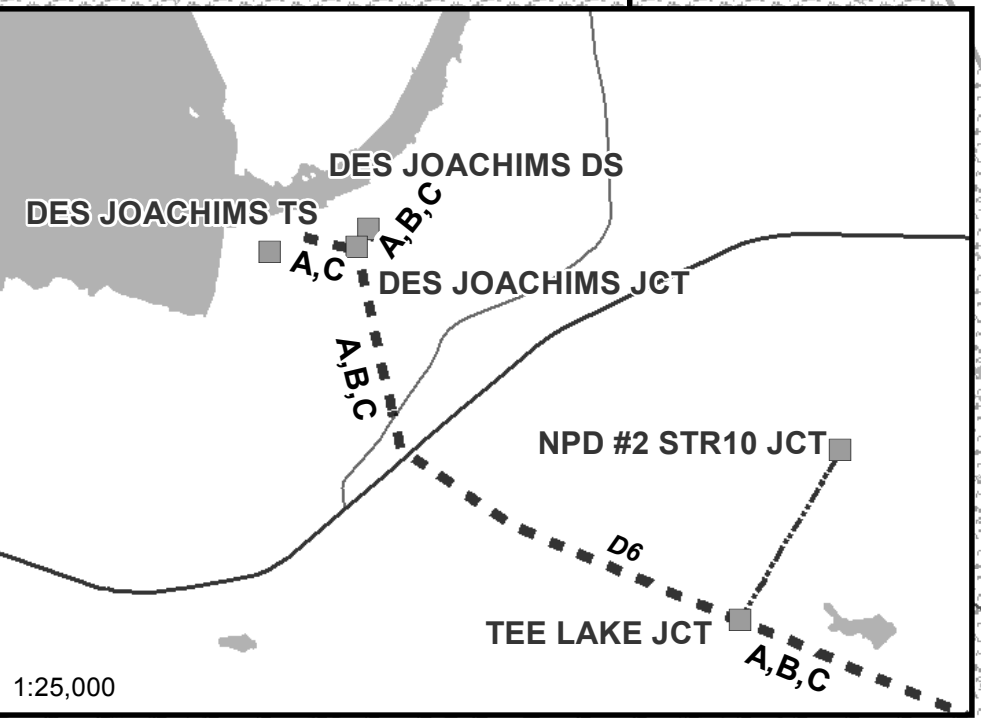 DES JOACHIMS DS
DES JOACHIMS TS
A,B,C
A,C
DES JOACHIMS JCT
A,B,C
NPD #2 STR10 JCT
D6
TEE LAKE JCT
A,B,C
1:25,000